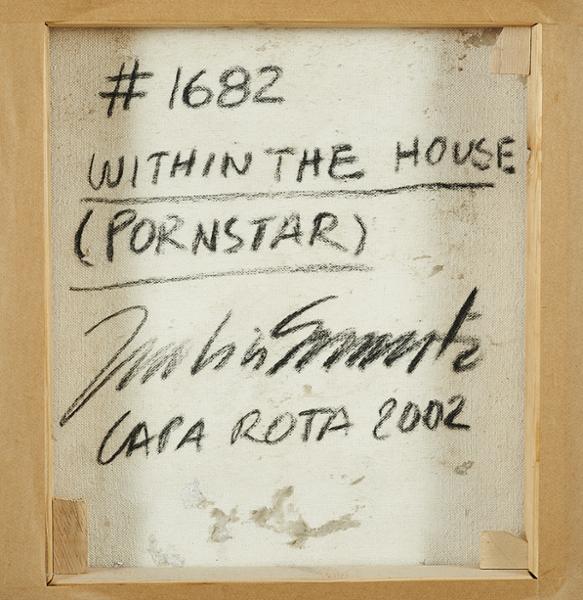 # 1682
WITHIN THE HOUSE
(PORNSTAR)
CAPA ROTA 2002